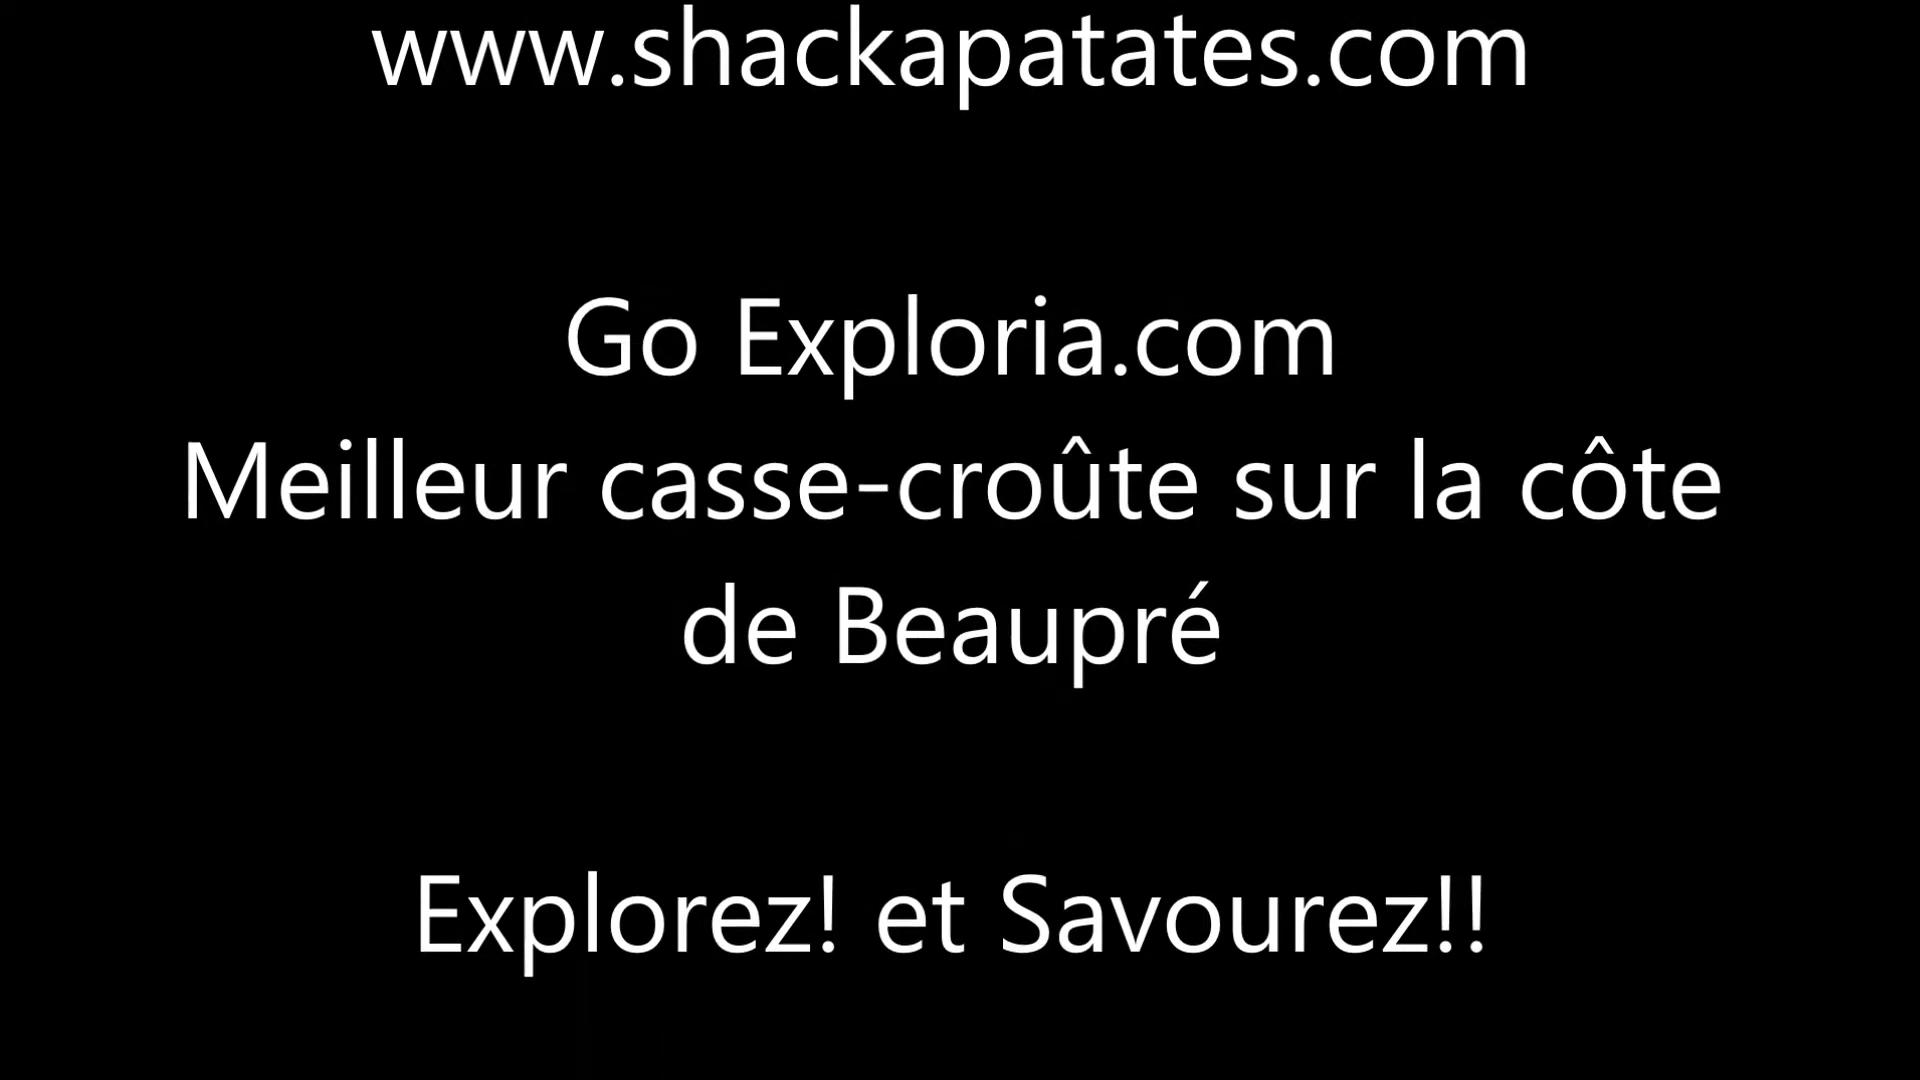 www.shackapatates.com
Go Exploria.com
Meilleur casse-croûte sur la côte
de Beaupré
Explorez! et Savourez!!